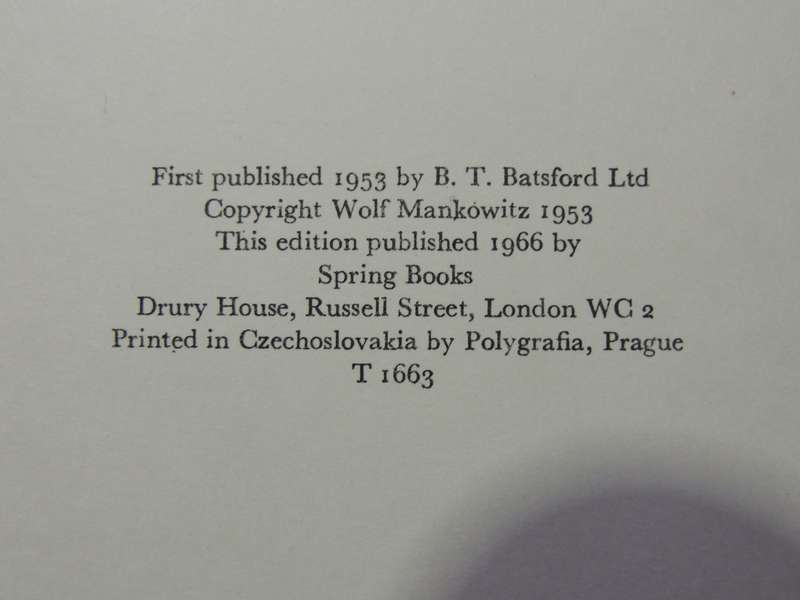 First published 1953 by B. T. Batsford Ltd
Copyright Wolf Mankowitz 1953
This edition published 1966 by
Spring Books
Drury House, Russell Street, London WC 2
Printed in Czechoslovakia by Polygrafia, Prague
T 1663